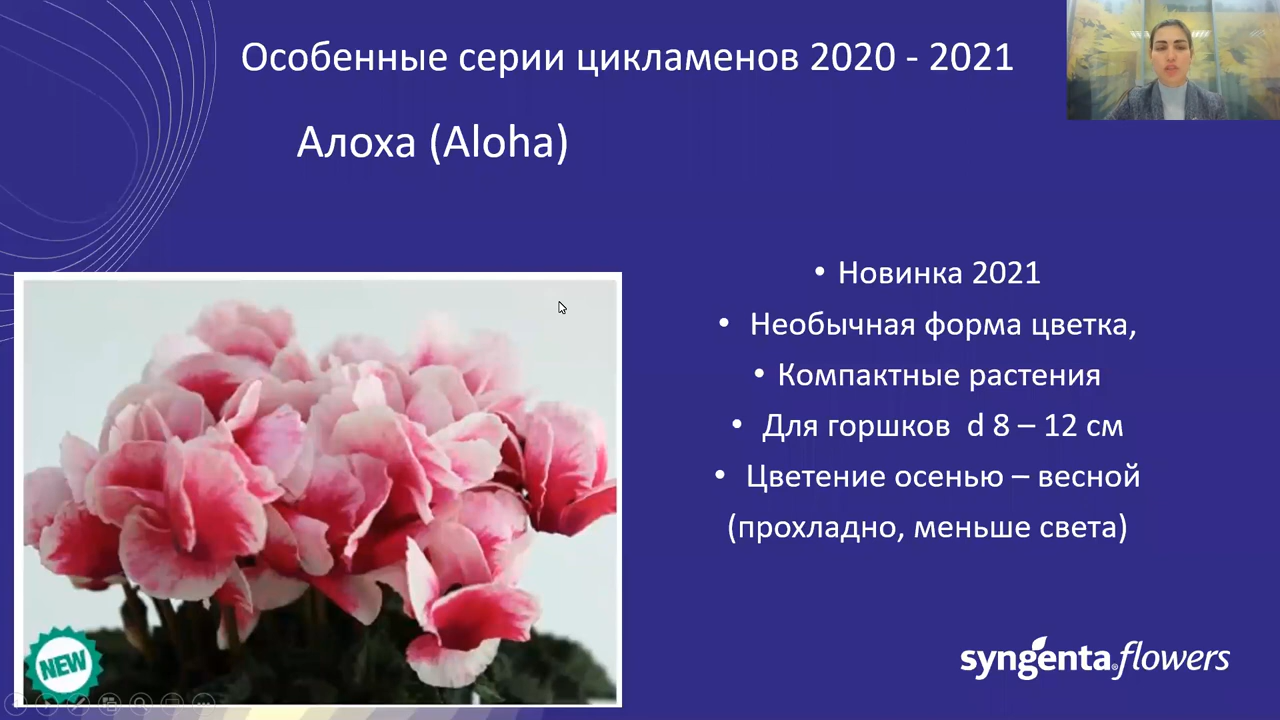 Особенные серии цикламенов 2020 - 2021
Алоха (Aloha)
• Новинка 2021
• Необычная форма цветка,
• Компактные растения
• Для горшков d 8 – 12 см
• Цветение осенью – весной
(прохладно, меньше света)
NEW
syngenta flowers